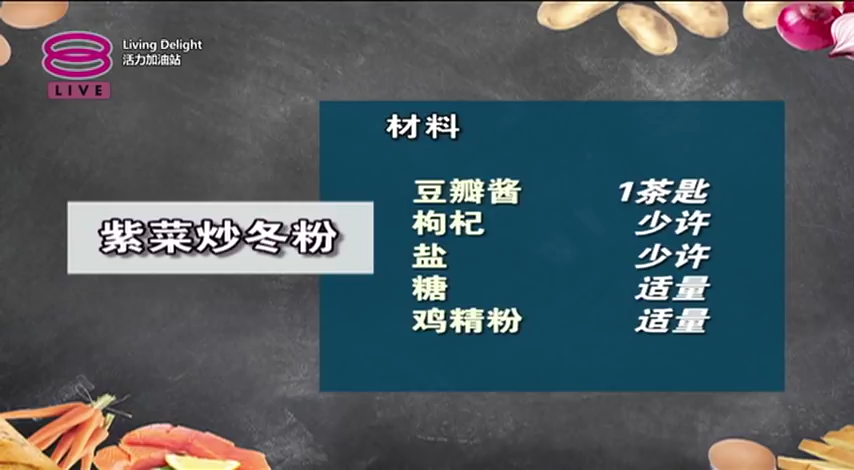 Living Delight
活力加油站
LIVE
材料
豆瓣酱 1茶匙
枸杞 少许
紫菜炒冬粉
盐 少许
糖 适量
鸡精粉 适量